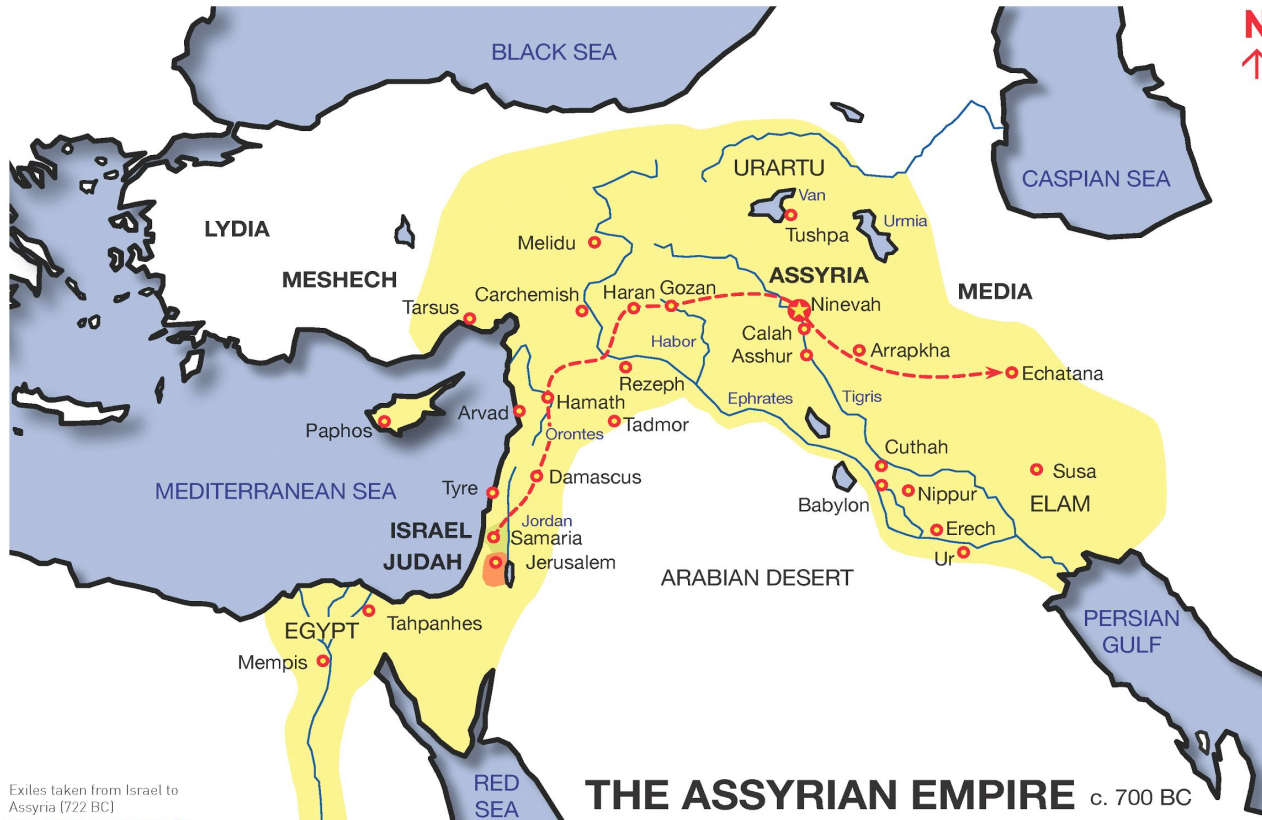 N
BLACK SEA
CASPIAN SEA
URARTU
Van
Urmia
Tushpa
LYDIA
Melidu
MESHECH
ASSYRIA
MEDIA
Tarsus
Carchemish
Haran
Gozan
Ninevah
Calah
Habor
Asshur
Arrapkha
Echatana
Rezeph
Ephrates
Tigris
Hamath
Arvad
Paphos
Orontes
Tadmor
Cuthah
Damascus
Susa
MEDITERRANEAN SEA
Tyre
Babylon
Nippur
ELAM
Jordan
ISRAEL
Samaria
Erech
JUDAH
Jerusalem
Ur
ARABIAN DESERT
EGYPT
Tahpanhes
PERSIAN
GULF
Mempis
RED
SEA
THE ASSYRIAN EMPIRE c. 700 BC
Exiles taken from Israel to
Assyria (722 BC)